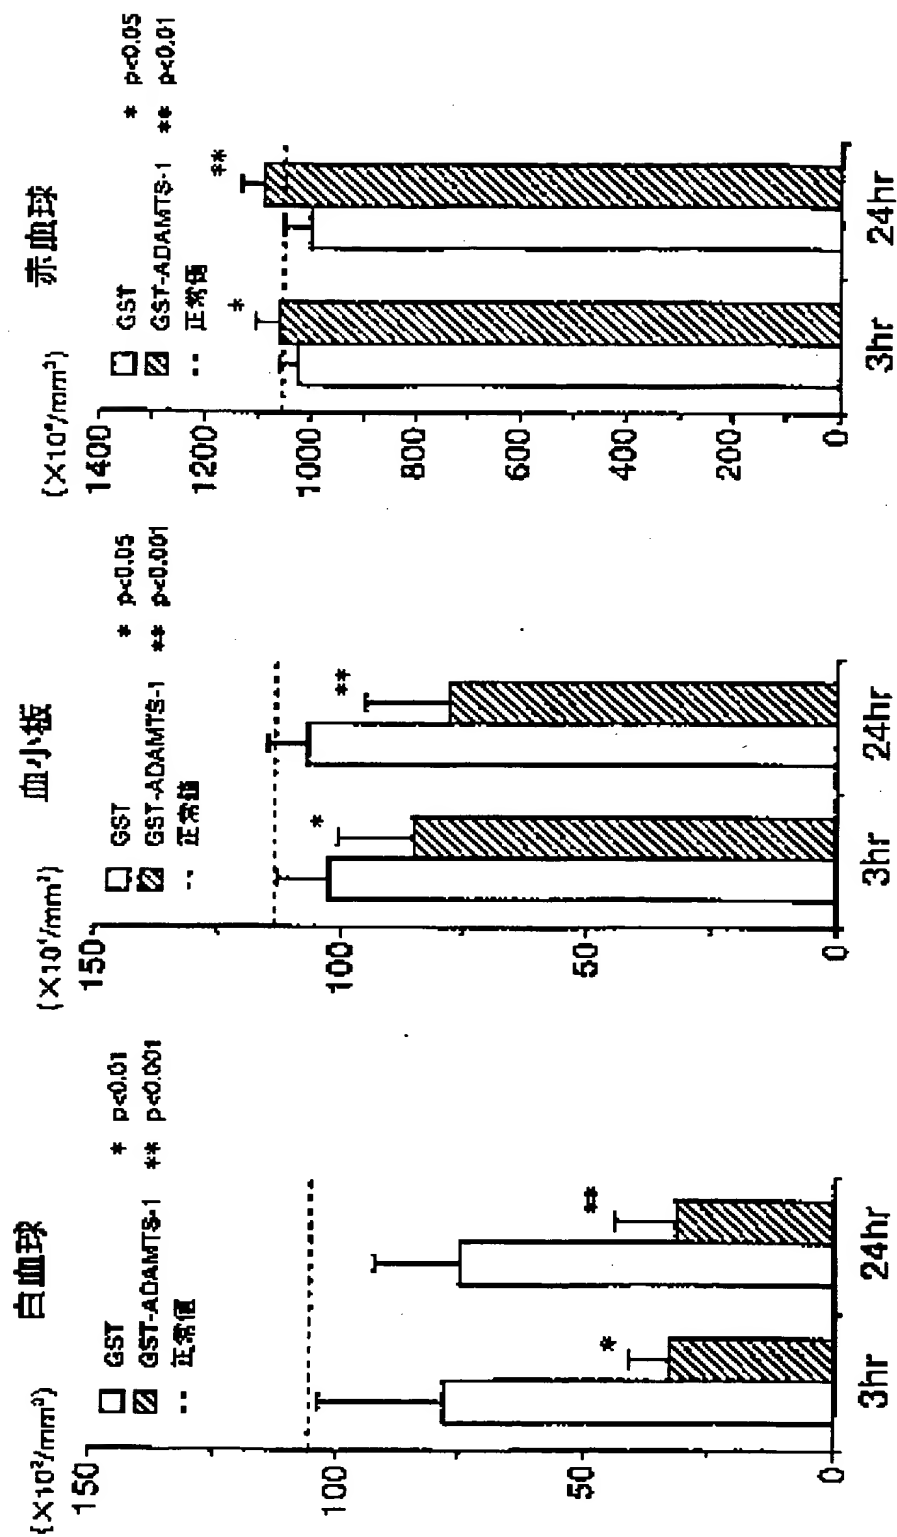 白血球
(×10²/mm³)
GST
GST-ADAMTS-1
正常値
* p<0.01
** p<0.001
150
100
50
0
*
**
3hr
24hr
血小板
(×10⁴/mm³)
GST
GST-ADAMTS-1
正常値
* p<0.05
** p<0.001
150
100
50
0
*
**
3hr
24hr
赤血球
GST
GST-ADAMTS-1
正常値
* p<0.05
** p<0.01
1400
1200
1000
800
600
400
200
0
*
**
3hr
24hr